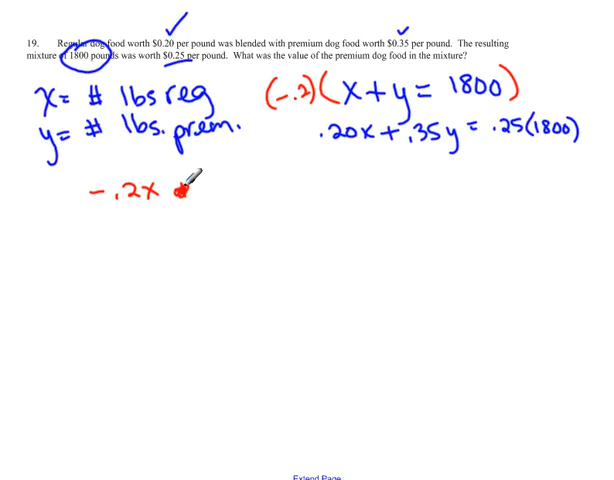 19. Regular dog food worth $0.20 per pound was blended with premium dog food worth $0.35 per pound. The resulting
mixture of 1800 pounds was worth $0.25 per pound. What was the value of the premium dog food in the mixture?
x = # lbs reg
(-.2)(x + y = 1800)
y = # lbs. prem.
.20x + .35y = .25(1800)
- .2x
Extend Page